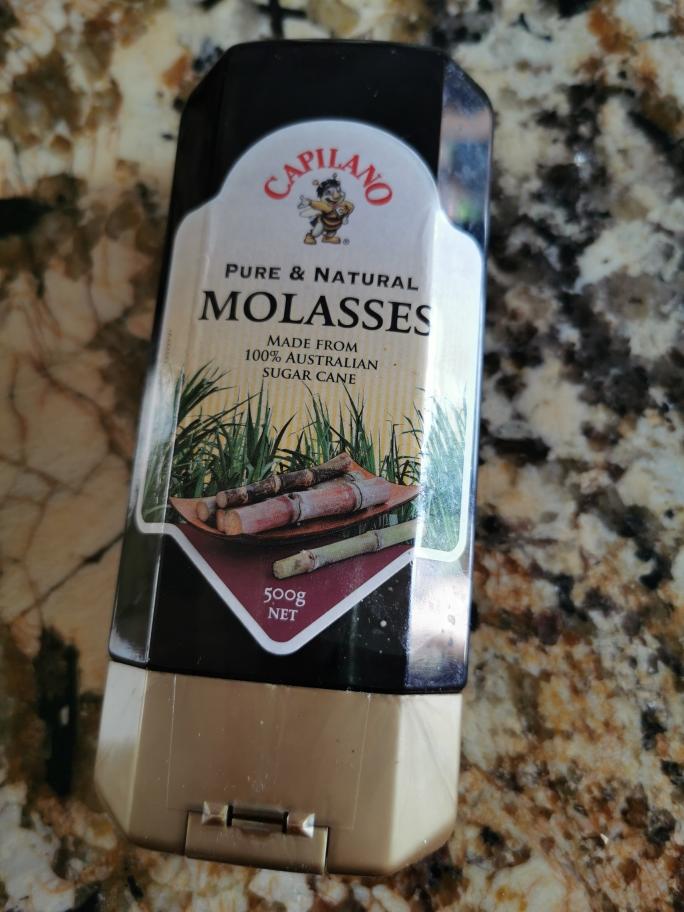 CAPILANO
®
PURE & NATURAL
MOLASSES
MADE FROM
100% AUSTRALIAN
SUGAR CANE
500g
NET